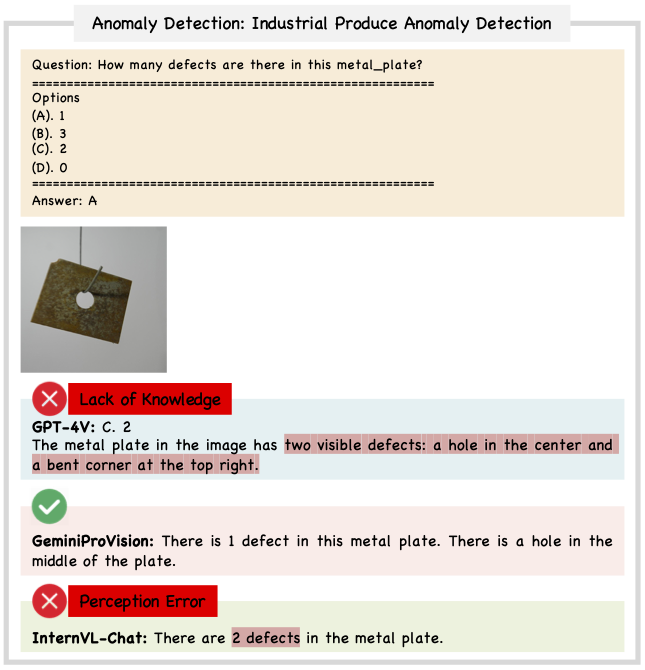 Anomaly Detection: Industrial Produce Anomaly Detection
Question: How many defects are there in this metal_plate?
==========================================================
Options
(A). 1
(B). 3
(C). 2
(D). 0
==========================================================
Answer: A
Lack of Knowledge
GPT-4V: C. 2
The metal plate in the image has two visible defects: a hole in the center and
a bent corner at the top right.
GeminiProVision: There is 1 defect in this metal plate. There is a hole in the
middle of the plate.
Perception Error
InternVL-Chat: There are 2 defects in the metal plate.